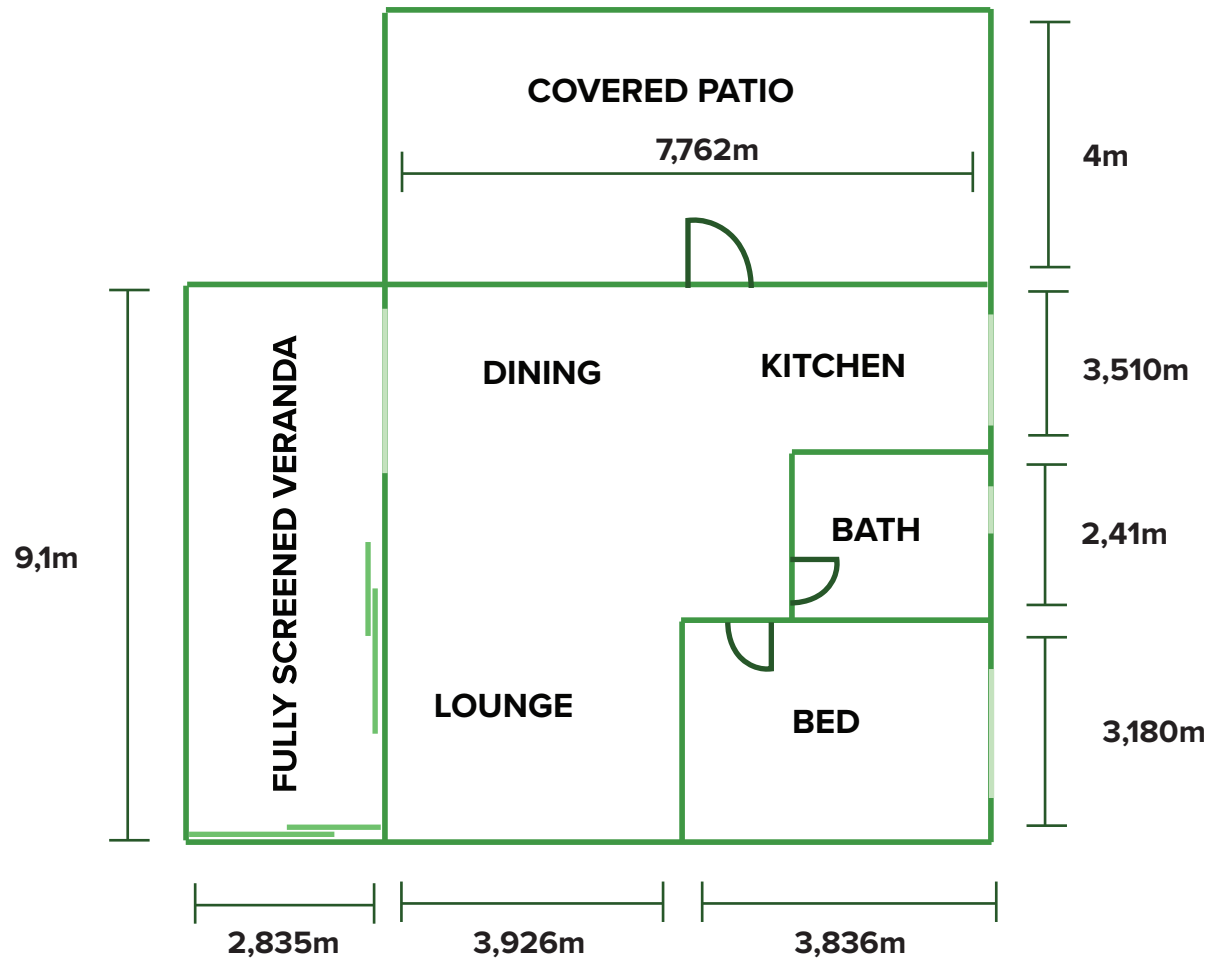 COVERED PATIO
7,762m
4m
FULLY SCREENED VERANDA
DINING
KITCHEN
3,510m
9,1m
BATH
2,41m
LOUNGE
BED
3,180m
2,835m
3,926m
3,836m